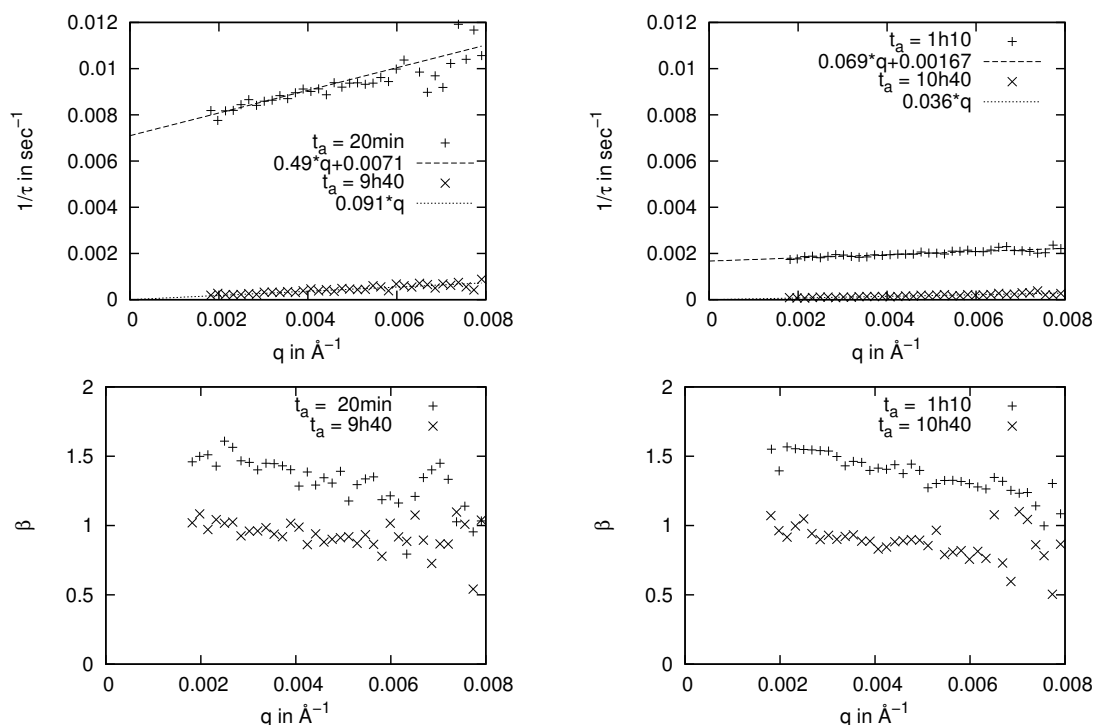 0.012
0.01
0.008
0.006
0.004
0.002
0
1/τ in sec⁻¹
t_a = 20min
0.49*q+0.0071
t_a = 9h40
0.091*q
0 0.002 0.004 0.006 0.008
q in Å⁻¹
0.012
0.01
0.008
0.006
0.004
0.002
0
1/τ in sec⁻¹
t_a = 1h10
0.069*q+0.00167
t_a = 10h40
0.036*q
0 0.002 0.004 0.006 0.008
q in Å⁻¹
2
1.5
1
0.5
0
β
t_a = 20min
t_a = 9h40
0 0.002 0.004 0.006 0.008
q in Å⁻¹
2
1.5
1
0.5
0
β
t_a = 1h10
t_a = 10h40
0 0.002 0.004 0.006 0.008
q in Å⁻¹